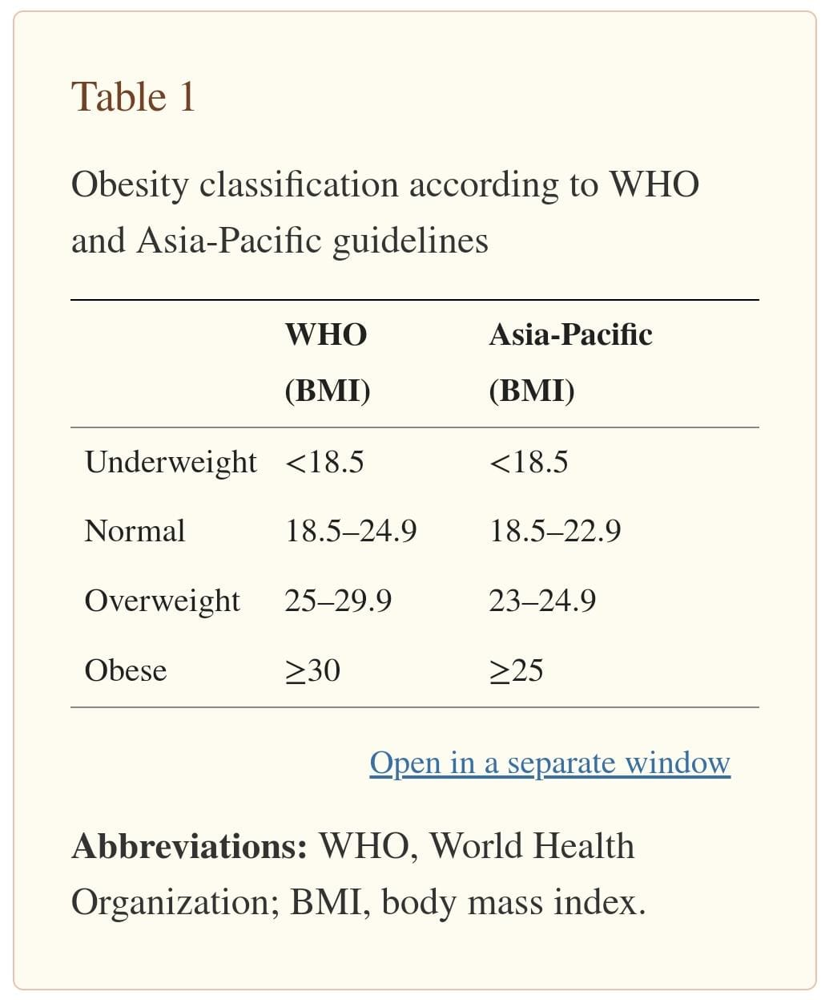 Table 1
Obesity classification according to WHO
and Asia-Pacific guidelines
WHO Asia-Pacific
(BMI) (BMI)
Underweight <18.5 <18.5
Normal 18.5–24.9 18.5–22.9
Overweight 25–29.9 23–24.9
Obese ≥30 ≥25
Open in a separate window
Abbreviations: WHO, World Health
Organization; BMI, body mass index.